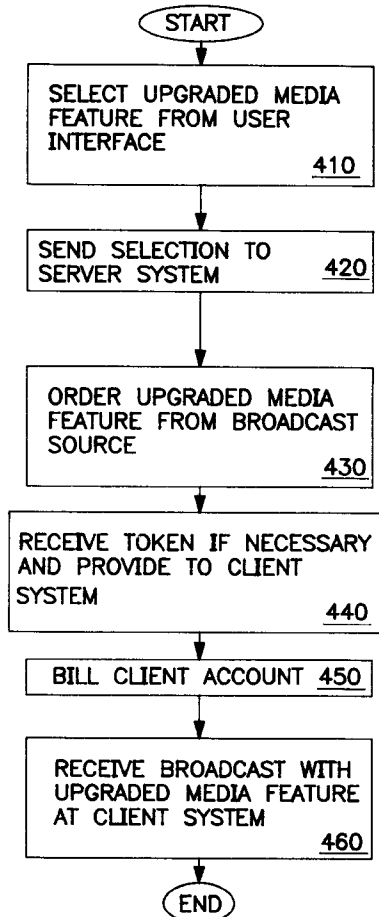 START
SELECT UPGRADED MEDIA
FEATURE FROM USER
INTERFACE
410
SEND SELECTION TO
SERVER SYSTEM
420
ORDER UPGRADED MEDIA
FEATURE FROM BROADCAST
SOURCE
430
RECEIVE TOKEN IF NECESSARY
AND PROVIDE TO CLIENT
SYSTEM
440
BILL CLIENT ACCOUNT 450
RECEIVE BROADCAST WITH
UPGRADED MEDIA FEATURE
AT CLIENT SYSTEM
460
END